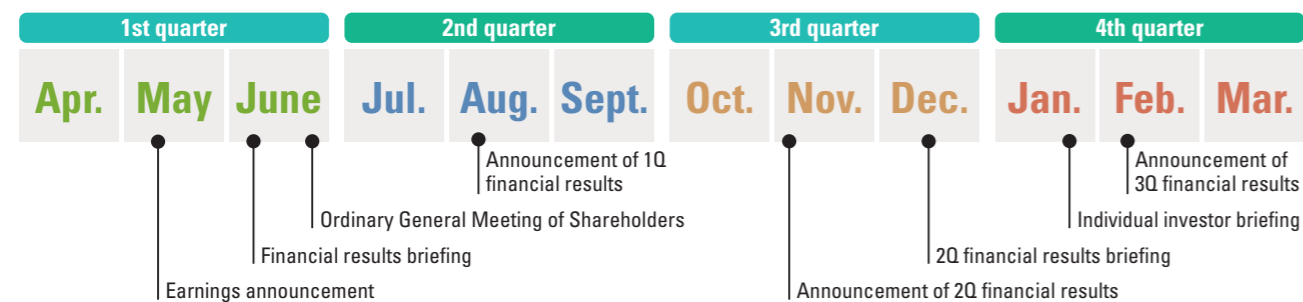 1st quarter
2nd quarter
3rd quarter
4th quarter
Apr.
May
June
Jul.
Aug.
Sept.
Oct.
Nov.
Dec.
Jan.
Feb.
Mar.
Announcement of 1Q
financial results
Announcement of
3Q financial results
Ordinary General Meeting of Shareholders
Individual investor briefing
Financial results briefing
2Q financial results briefing
Earnings announcement
Announcement of 2Q financial results